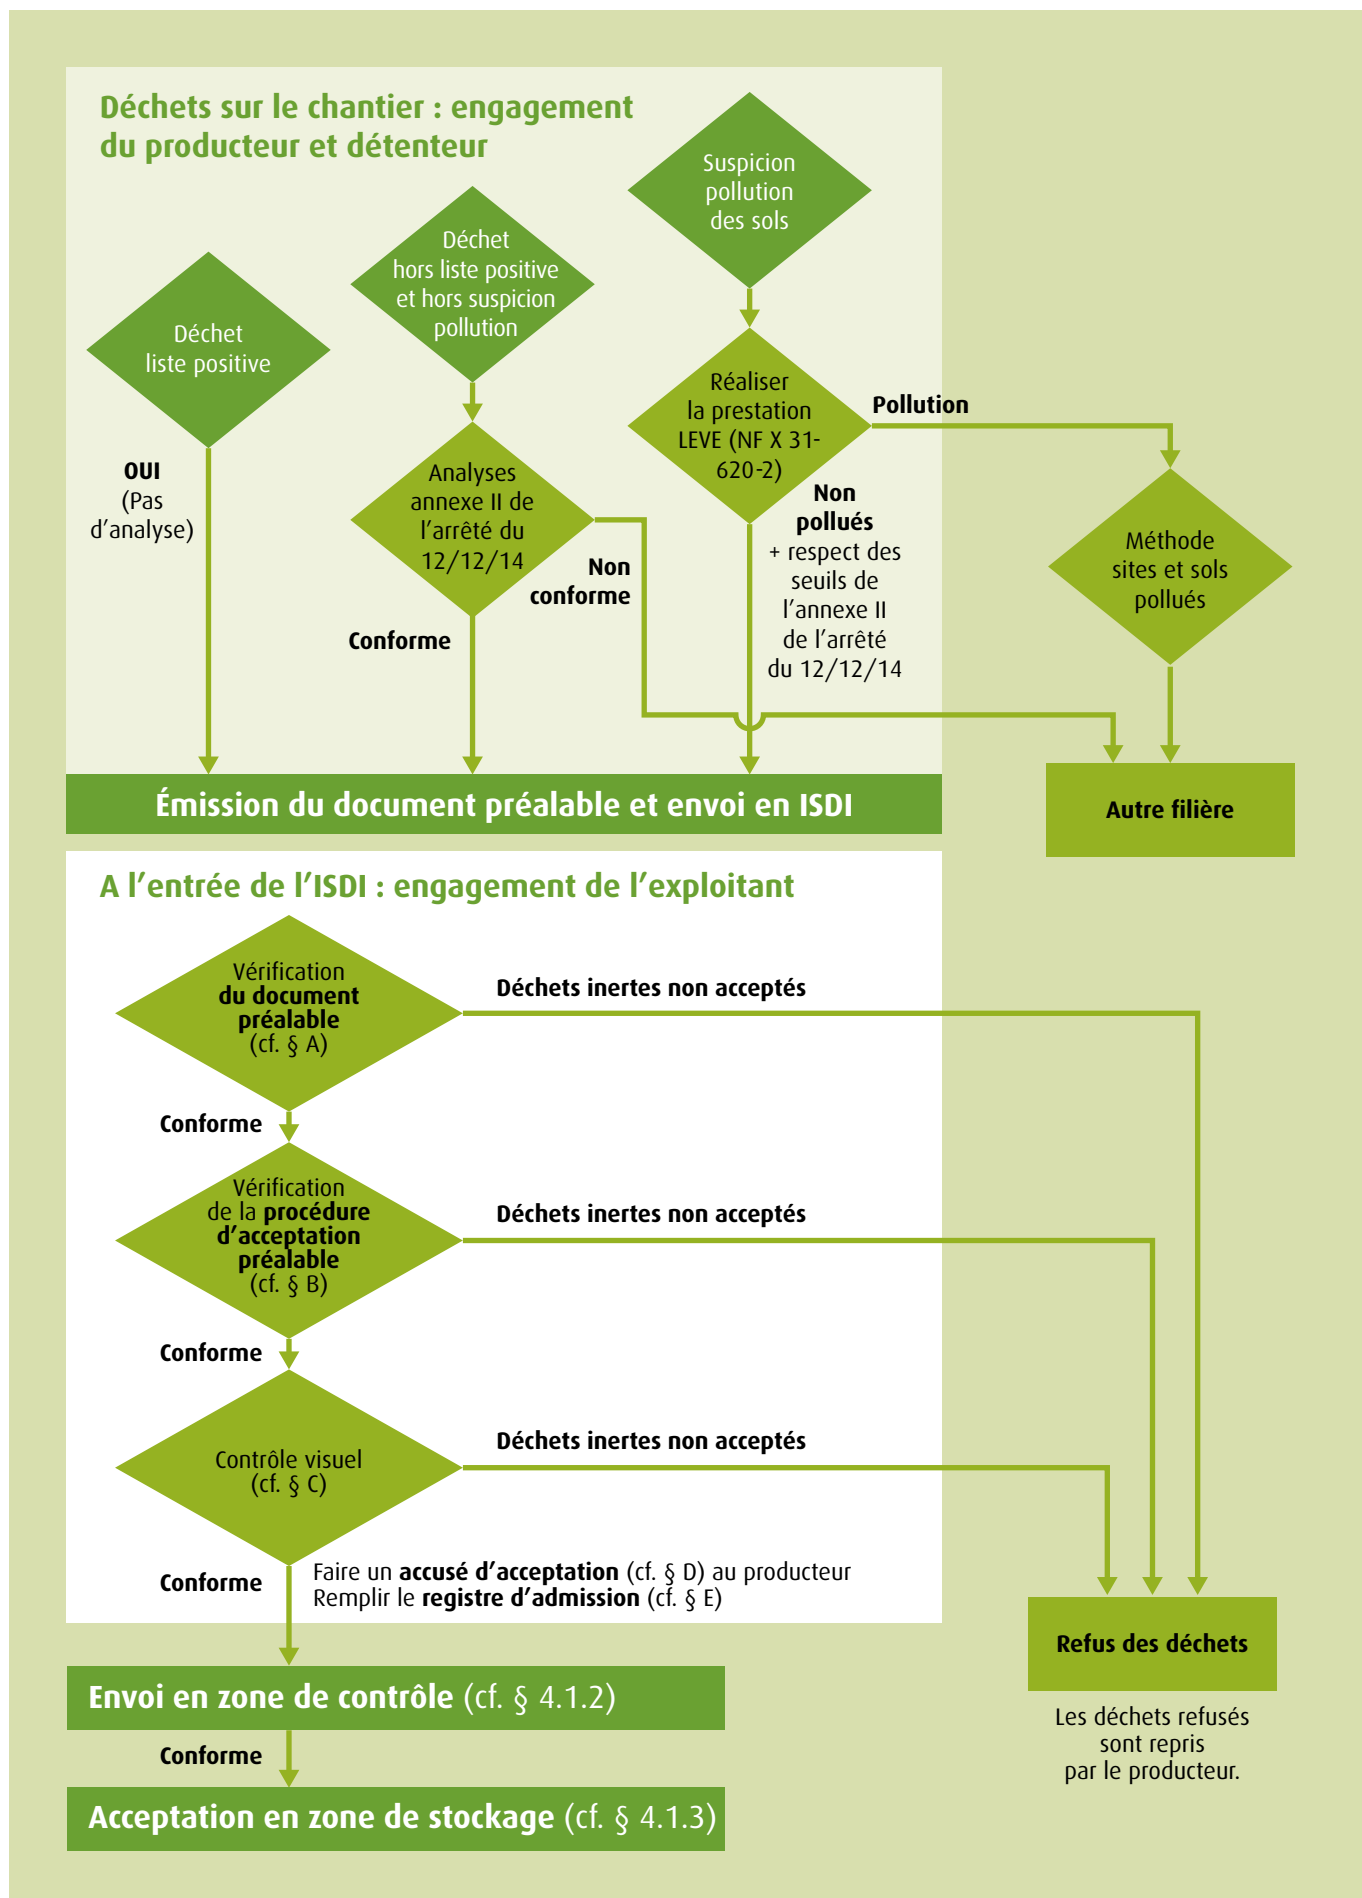 Déchets sur le chantier : engagement
du producteur et détenteur
Suspicion
pollution
des sols
Déchet
hors liste positive
et hors suspicion
pollution
Déchet
liste positive
Réaliser
la prestation
LEVE (NF X 31-
620-2)
Pollution
OUI
(Pas
d’analyse)
Analyses
annexe II de
l’arrêté du
12/12/14
Non
conforme
Conforme
Non
pollués
+ respect des
seuils de
l’annexe II
de l’arrêté
du 12/12/14
Méthode
sites et sols
pollués
Émission du document préalable et envoi en ISDI
Autre filière
A l’entrée de l’ISDI : engagement de l’exploitant
Vérification
du document
préalable
(cf. § A)
Déchets inertes non acceptés
Conforme
Vérification
de la procédure
d’acceptation
préalable
(cf. § B)
Déchets inertes non acceptés
Conforme
Contrôle visuel
(cf. § C)
Déchets inertes non acceptés
Conforme
Faire un accusé d’acceptation (cf. § D) au producteur
Remplir le registre d’admission (cf. § E)
Refus des déchets
Les déchets refusés
sont repris
par le producteur.
Envoi en zone de contrôle (cf. § 4.1.2)
Conforme
Acceptation en zone de stockage (cf. § 4.1.3)